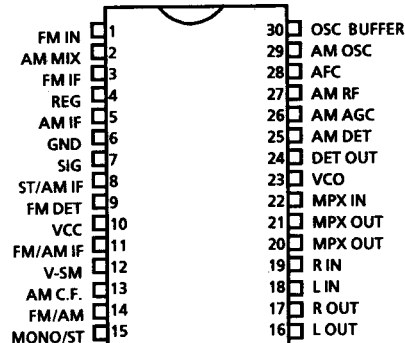 FM IN 1
AM MIX 2
FM IF 3
REG 4
AM IF 5
GND 6
SIG 7
ST/AM IF 8
FM DET 9
VCC 10
FM/AM IF 11
V-SM 12
AM C.F. 13
FM/AM 14
MONO/ST 15
30 OSC BUFFER
29 AM OSC
28 AFC
27 AM RF
26 AM AGC
25 AM DET
24 DET OUT
23 VCO
22 MPX IN
21 MPX OUT
20 MPX OUT
19 R IN
18 L IN
17 R OUT
16 L OUT